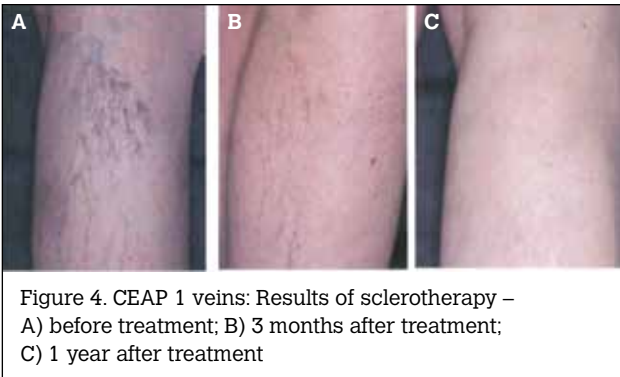 A B C
Figure 4. CEAP 1 veins: Results of sclerotherapy –
A) before treatment; B) 3 months after treatment;
C) 1 year after treatment